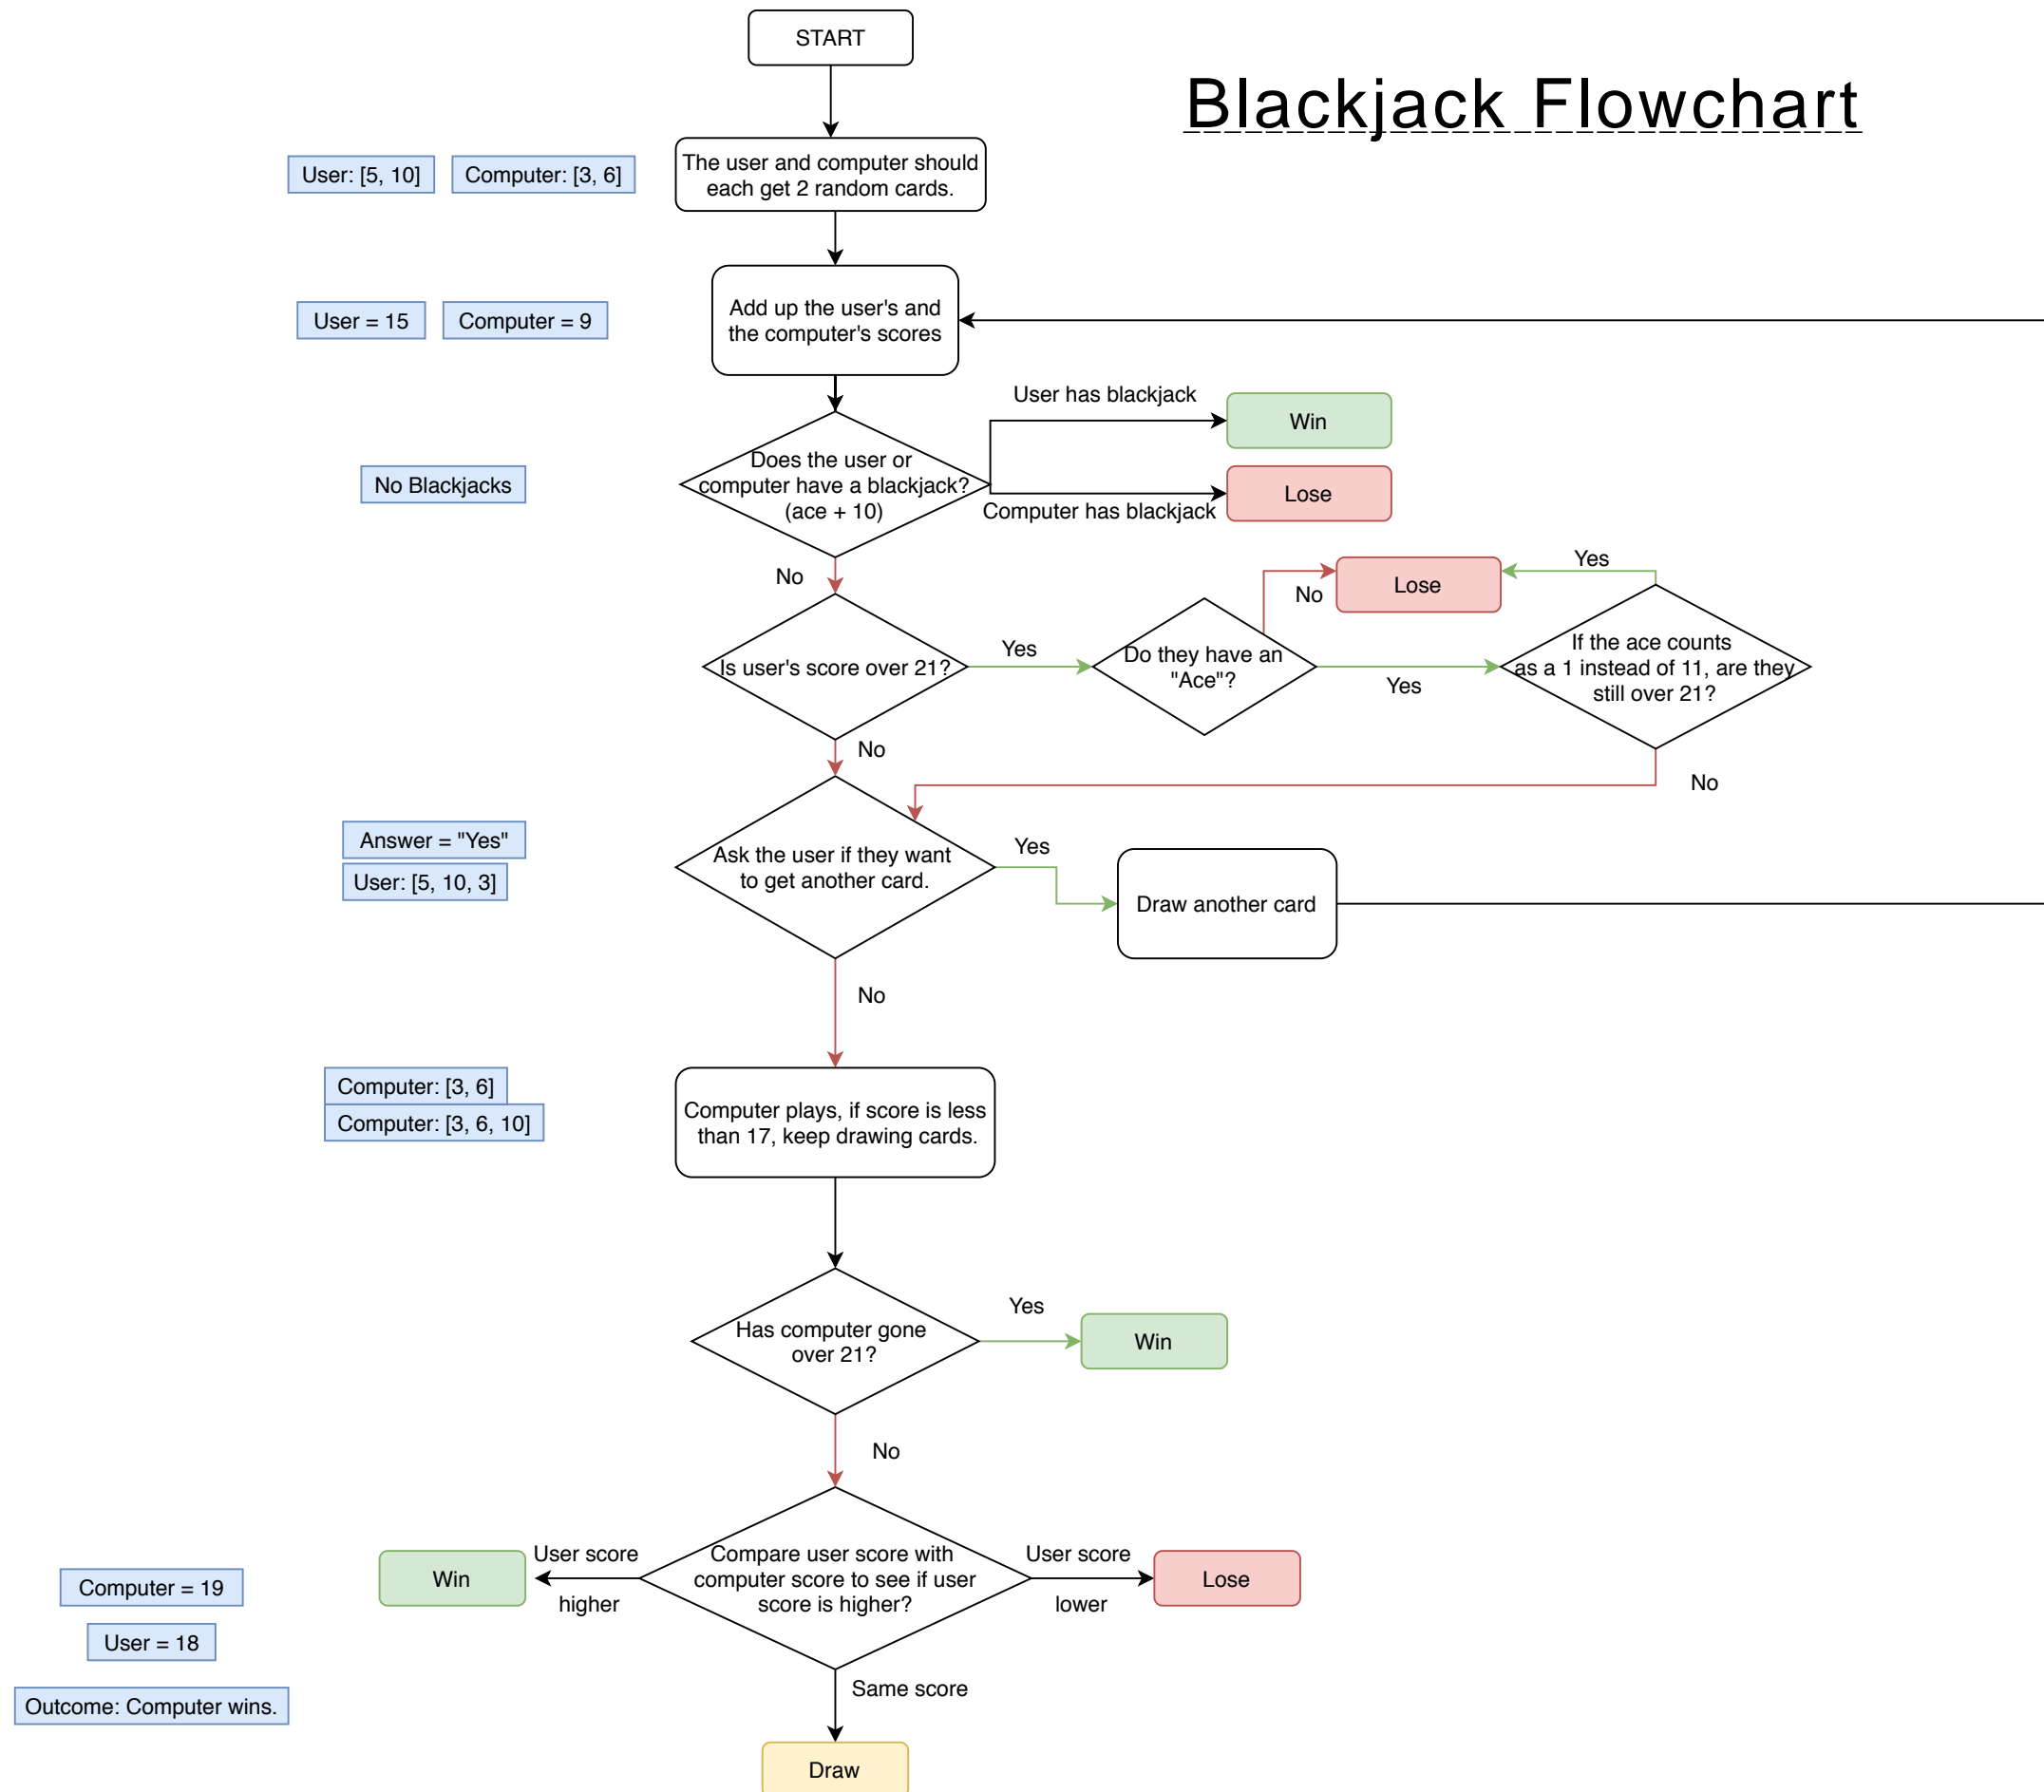 START
Blackjack Flowchart
User: [5, 10]
Computer: [3, 6]
The user and computer should
each get 2 random cards.
User = 15
Computer = 9
Add up the user's and
the computer's scores
User has blackjack
Win
No Blackjacks
Does the user or
computer have a blackjack?
(ace + 10)
Lose
Computer has blackjack
No
Is user's score over 21?
Yes
Do they have an
"Ace"?
No
Lose
Yes
Yes
If the ace counts
as a 1 instead of 11, are they
still over 21?
No
No
Answer = "Yes"
User: [5, 10, 3]
Ask the user if they want
to get another card.
Yes
Draw another card
No
Computer: [3, 6]
Computer: [3, 6, 10]
Computer plays, if score is less
than 17, keep drawing cards.
Has computer gone
over 21?
Yes
Win
No
Computer = 19
User = 18
Outcome: Computer wins.
Win
User score
higher
Compare user score with
computer score to see if user
score is higher?
User score
lower
Lose
Same score
Draw